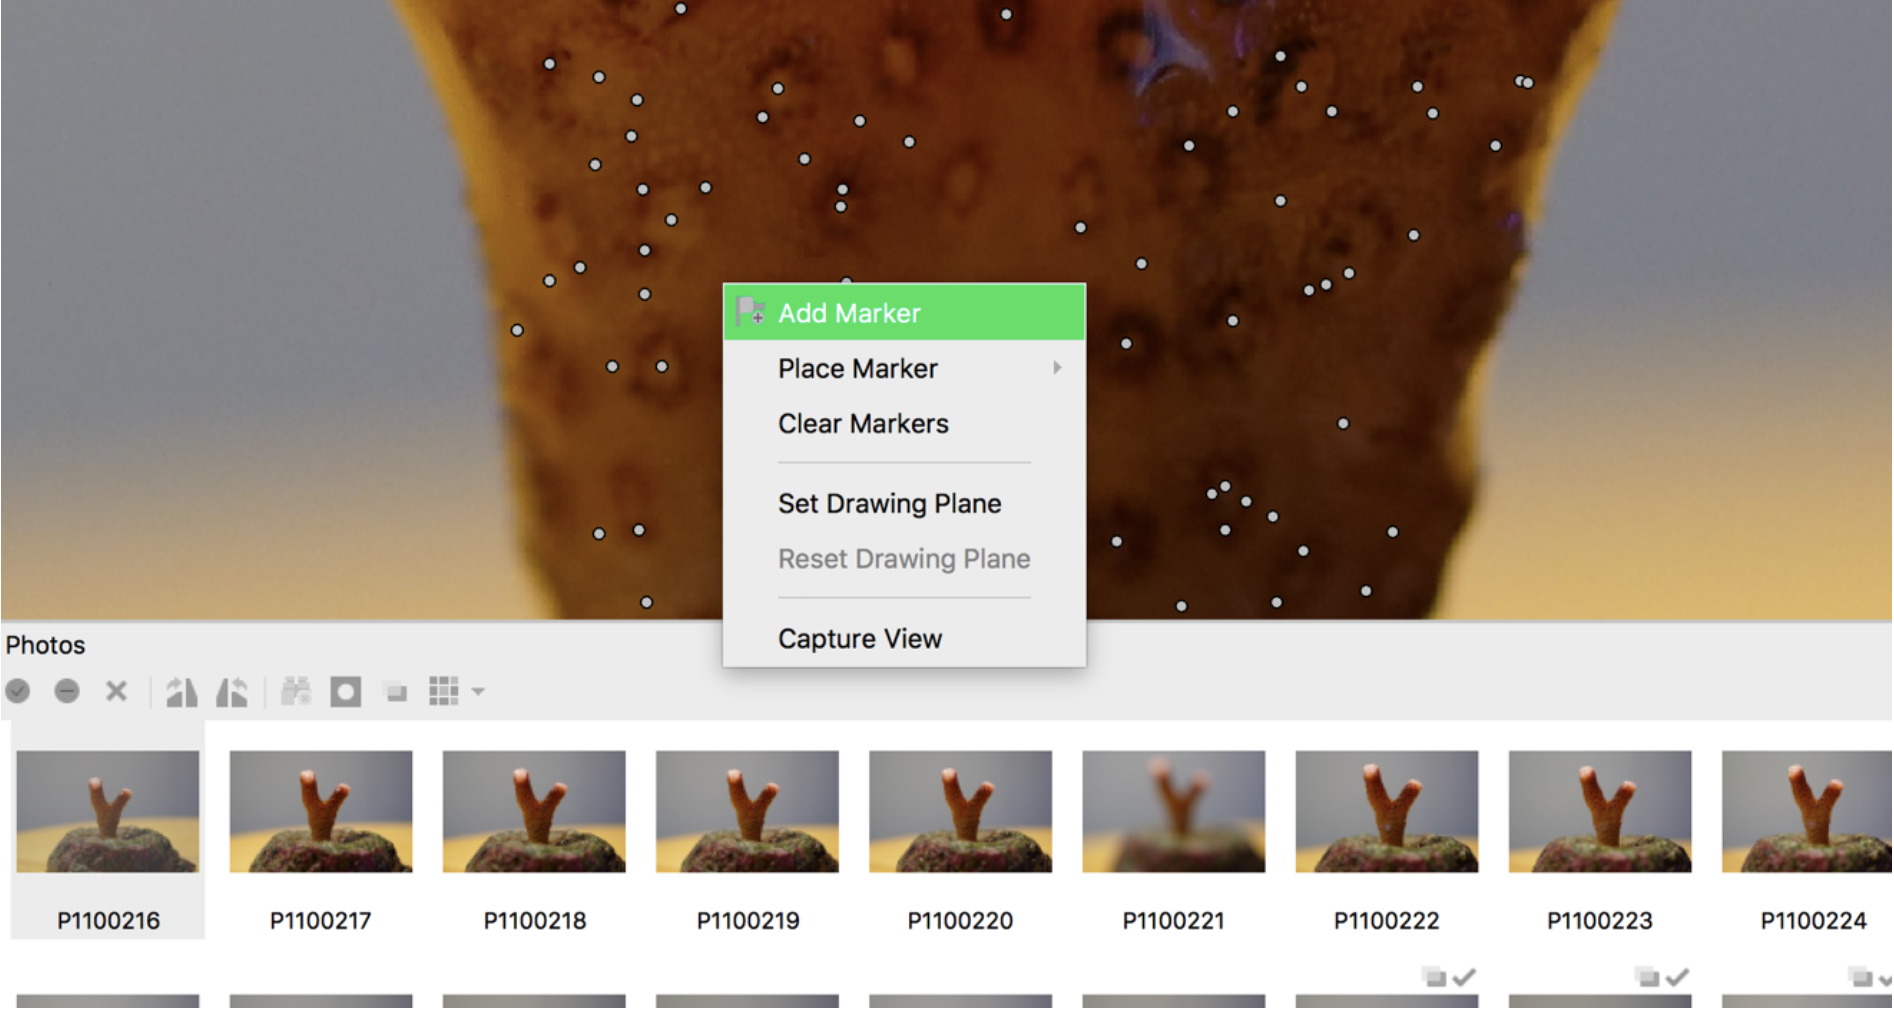 Add Marker
Place Marker
Clear Markers
Set Drawing Plane
Reset Drawing Plane
Capture View
Photos
P1100216 P1100217 P1100218 P1100219 P1100220 P1100221 P1100222 P1100223 P1100224